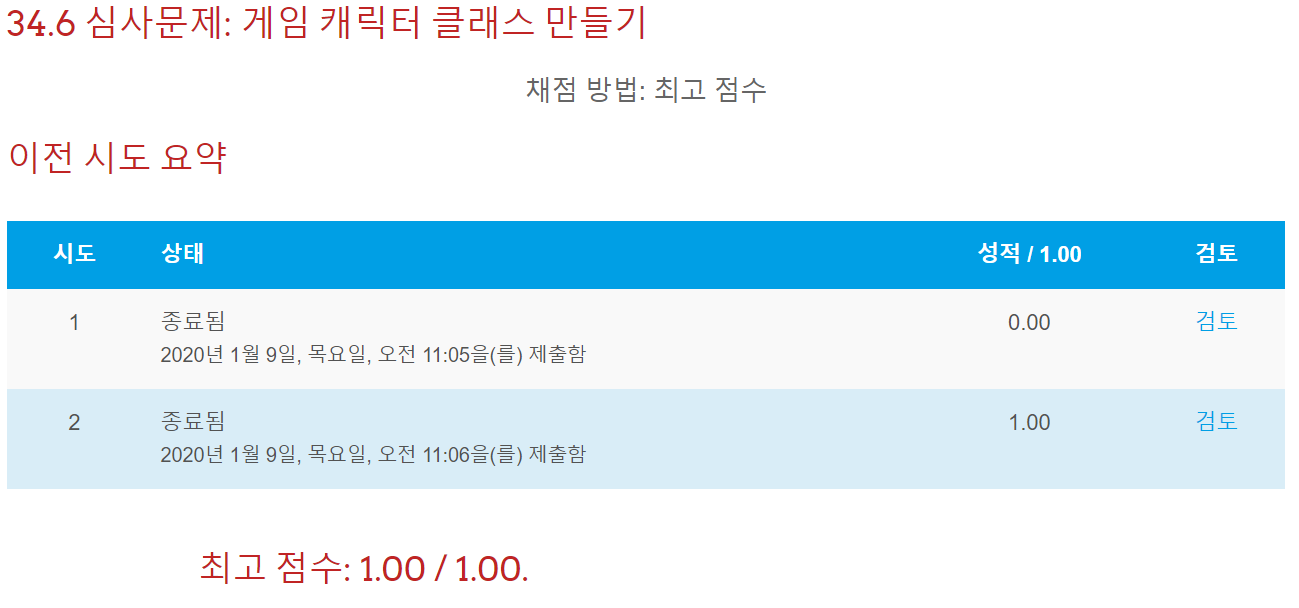 34.6 심사문제: 게임 캐릭터 클래스 만들기
채점 방법: 최고 점수
이전 시도 요약
시도 상태 성적 / 1.00 검토
1 종료됨 0.00 검토
2020년 1월 9일, 목요일, 오전 11:05을(를) 제출함
2 종료됨 1.00 검토
2020년 1월 9일, 목요일, 오전 11:06을(를) 제출함
최고 점수: 1.00 / 1.00.